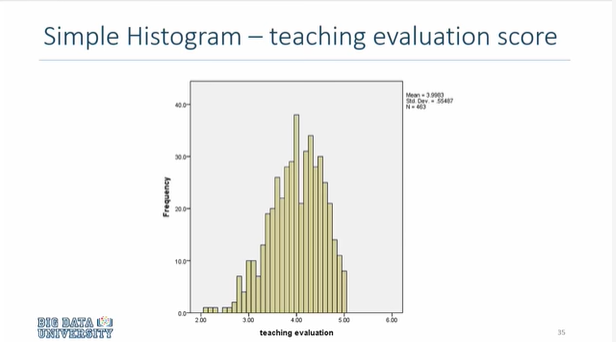 Simple Histogram – teaching evaluation score
Mean = 3.9983
Std. Dev. = .55487
N = 463
Frequency
40.0
30.0
20.0
10.0
0.0
2.00 3.00 4.00 5.00 6.00
teaching evaluation
BIG DATA
UNIVERSITY
35